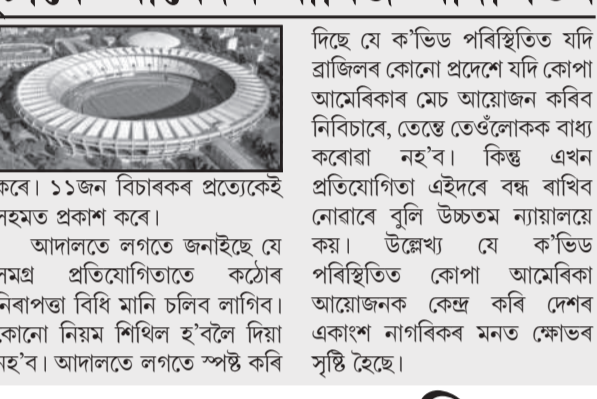 কৰে। ১১জন বিচাৰকৰ প্ৰত্যেকেই
সহমত প্ৰকাশ কৰে।
আদালতে লগতে জনাইছে যে
সমগ্ৰ প্ৰতিযোগিতাতে কঠোৰ
নিৰাপত্তা বিধি মানি চলিব লাগিব।
কোনো নিয়ম শিথিল হ'বলৈ দিয়া
নহ'ব। আদালতে লগতে স্পষ্ট কৰি
দিছে যে ক'ভিড পৰিস্থিতিত যদি
ব্ৰাজিলৰ কোনো প্ৰদেশে যদি কোপা
আমেৰিকাৰ মেচ আয়োজন কৰিব
নিবিচাৰে, তেন্তে তেওঁলোকক বাধ্য
কৰোৱা নহ'ব। কিন্তু এখন
প্ৰতিযোগিতা এইদৰে বন্ধ ৰাখিব
নোৱাৰে বুলি উচ্চতম ন্যায়ালয়ে
কয়। উল্লেখ্য যে ক'ভিড
পৰিস্থিতিত কোপা আমেৰিকা
আয়োজনক কেন্দ্ৰ কৰি দেশৰ
একাংশ নাগৰিকৰ মনত ক্ষোভৰ
সৃষ্টি হৈছে।